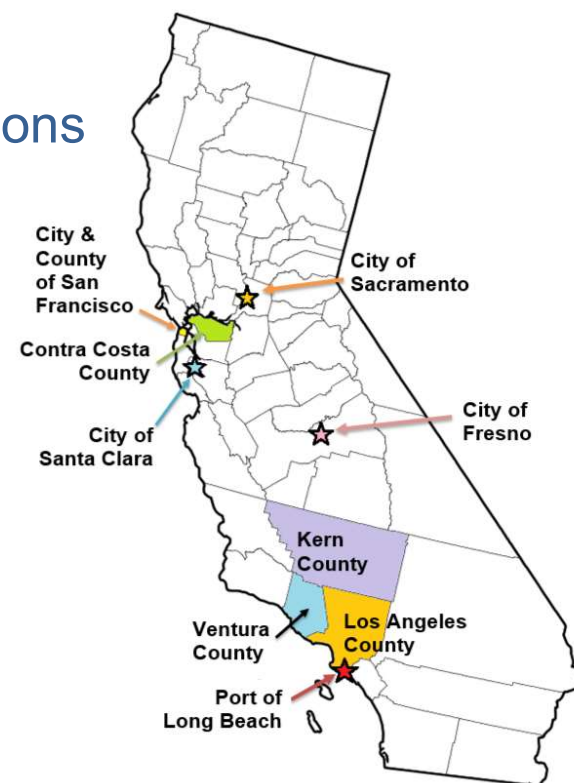 ons
City &
County
of San
Francisco
City of
Sacramento
Contra Costa
County
City of
Santa Clara
City of
Fresno
Kern
County
Ventura
County
Los Angeles
County
Port of
Long Beach